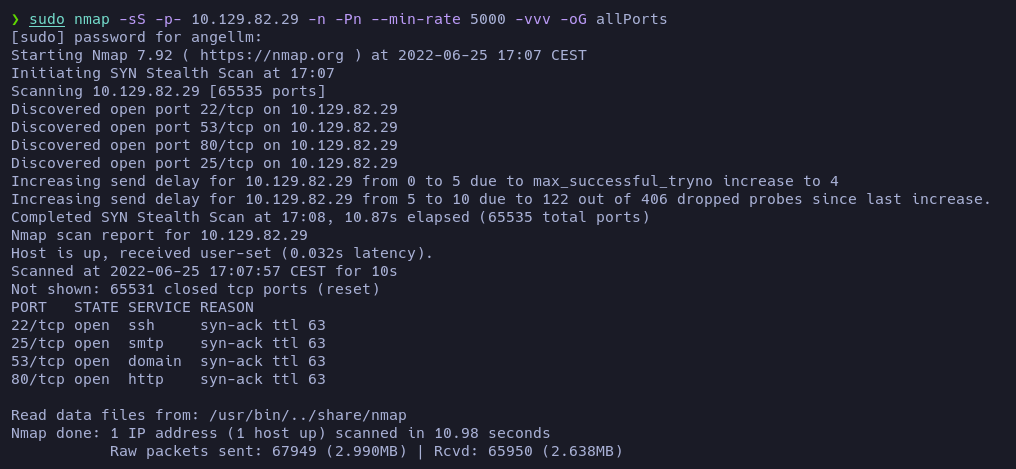 ❯ sudo nmap -sS -p- 10.129.82.29 -n -Pn --min-rate 5000 -vvv -oG allPorts
[sudo] password for angellm:
Starting Nmap 7.92 ( https://nmap.org ) at 2022-06-25 17:07 CEST
Initiating SYN Stealth Scan at 17:07
Scanning 10.129.82.29 [65535 ports]
Discovered open port 22/tcp on 10.129.82.29
Discovered open port 53/tcp on 10.129.82.29
Discovered open port 80/tcp on 10.129.82.29
Discovered open port 25/tcp on 10.129.82.29
Increasing send delay for 10.129.82.29 from 0 to 5 due to max_successful_tryno increase to 4
Increasing send delay for 10.129.82.29 from 5 to 10 due to 122 out of 406 dropped probes since last increase.
Completed SYN Stealth Scan at 17:08, 10.87s elapsed (65535 total ports)
Nmap scan report for 10.129.82.29
Host is up, received user-set (0.032s latency).
Scanned at 2022-06-25 17:07:57 CEST for 10s
Not shown: 65531 closed tcp ports (reset)
PORT   STATE SERVICE REASON
22/tcp open  ssh     syn-ack ttl 63
25/tcp open  smtp    syn-ack ttl 63
53/tcp open  domain  syn-ack ttl 63
80/tcp open  http    syn-ack ttl 63
Read data files from: /usr/bin/../share/nmap
Nmap done: 1 IP address (1 host up) scanned in 10.98 seconds
Raw packets sent: 67949 (2.990MB) | Rcvd: 65950 (2.638MB)